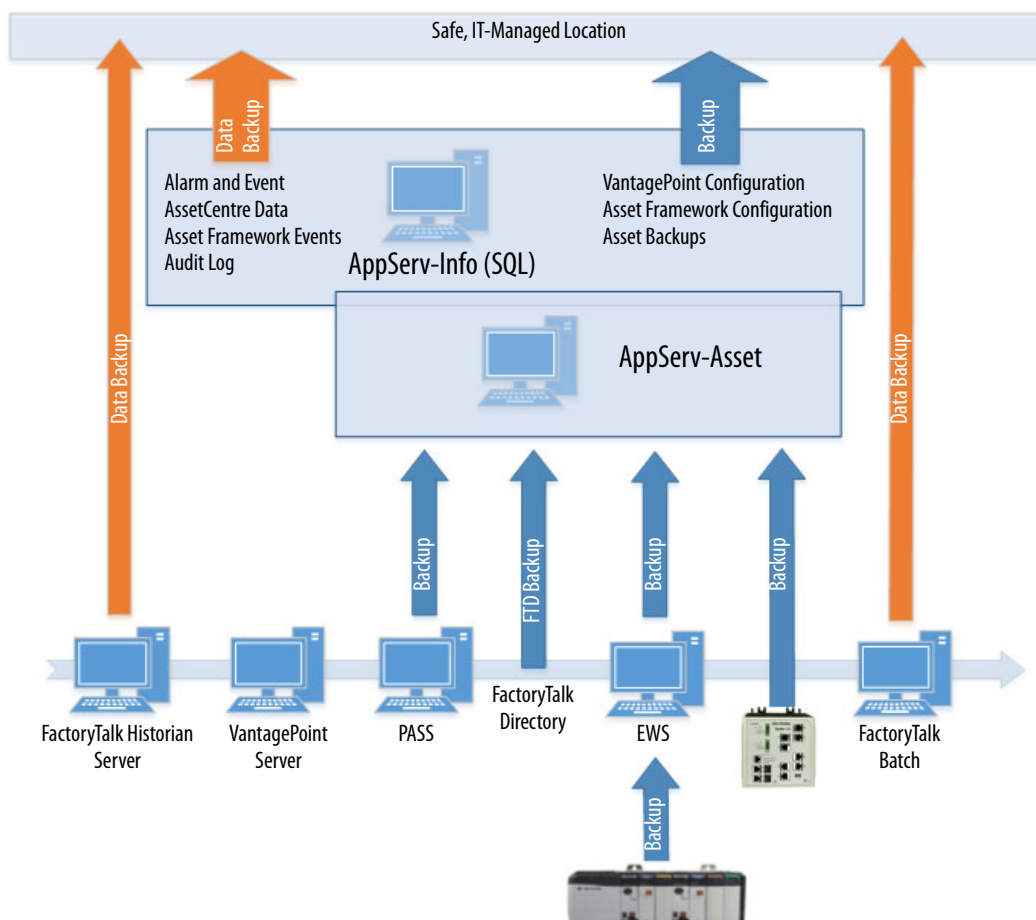 Safe, IT-Managed Location
Data
Backup
Backup
Alarm and Event
AssetCentre Data
Asset Framework Events
Audit Log
VantagePoint Configuration
Asset Framework Configuration
Asset Backups
AppServ-Info (SQL)
AppServ-Asset
Data Backup
Data Backup
Backup
FTD Backup
Backup
Backup
FactoryTalk Historian
Server
VantagePoint
Server
PASS
FactoryTalk
Directory
EWS
FactoryTalk
Batch
Backup